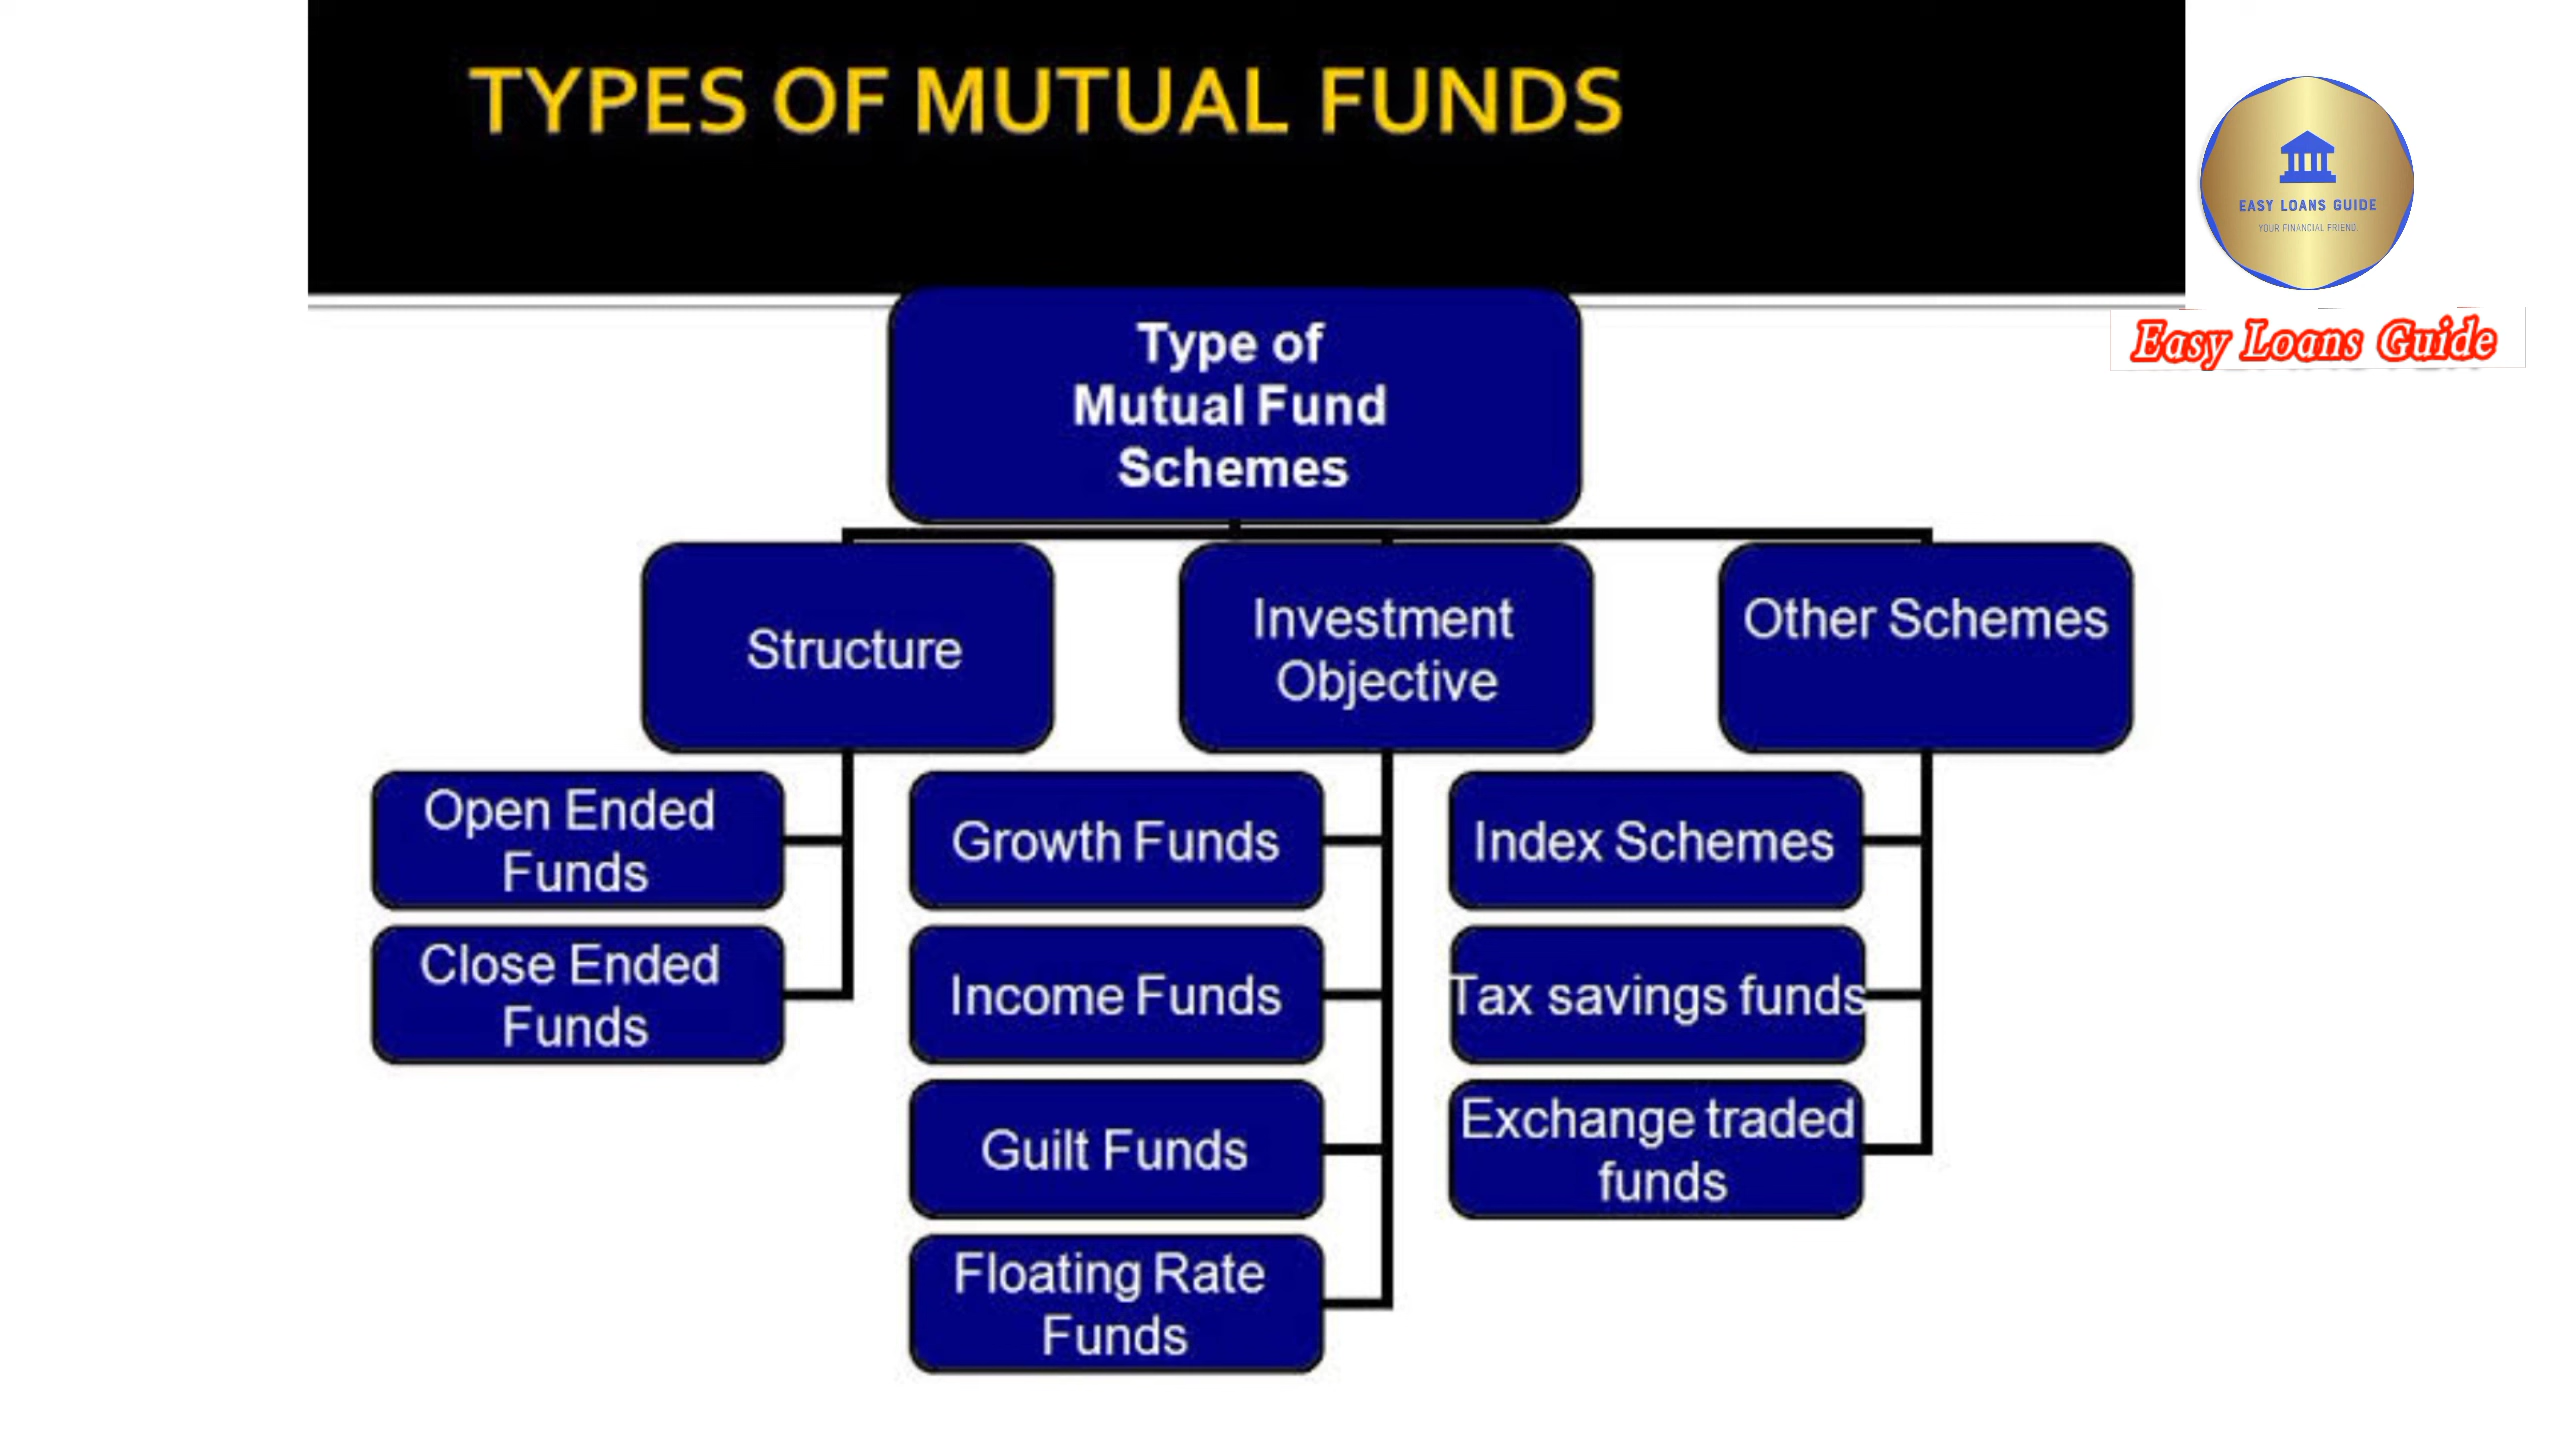 TYPES OF MUTUAL FUNDS
EASY LOANS GUIDE
YOUR FINANCIAL FRIEND.
Easy Loans Guide
Type of
Mutual Fund
Schemes
Structure
Investment
Objective
Other Schemes
Open Ended
Funds
Close Ended
Funds
Growth Funds
Income Funds
Guilt Funds
Floating Rate
Funds
Index Schemes
Tax savings funds
Exchange traded
funds